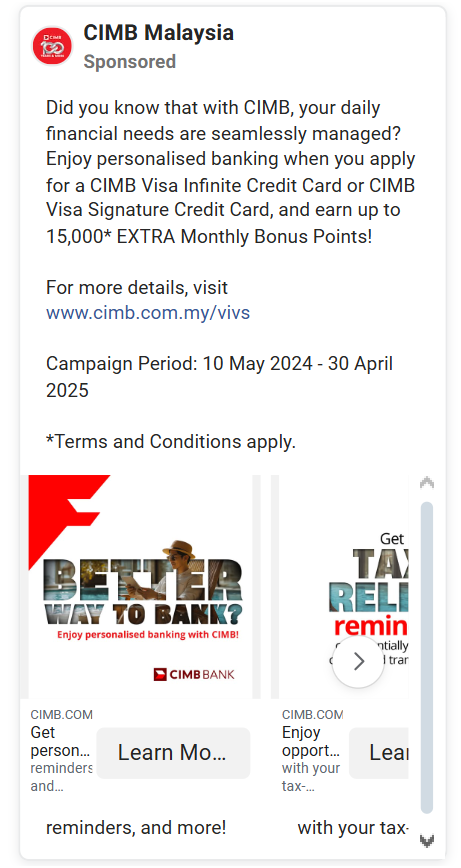 CIMB Malaysia
Sponsored
Did you know that with CIMB, your daily
financial needs are seamlessly managed?
Enjoy personalised banking when you apply
for a CIMB Visa Infinite Credit Card or CIMB
Visa Signature Credit Card, and earn up to
15,000* EXTRA Monthly Bonus Points!
For more details, visit
www.cimb.com.my/vivs
Campaign Period: 10 May 2024 - 30 April
2025
*Terms and Conditions apply.
BETTER
WAY TO BANK?
Enjoy personalised banking with CIMB!
CIMB BANK
CIMB.COM
Get
person...
reminders
and...
Learn Mo...
reminders, and more!
Get
TAX
RELI
remin
CIMB.COM
Enjoy
opport...
with your
tax-...
Lear
with your tax-